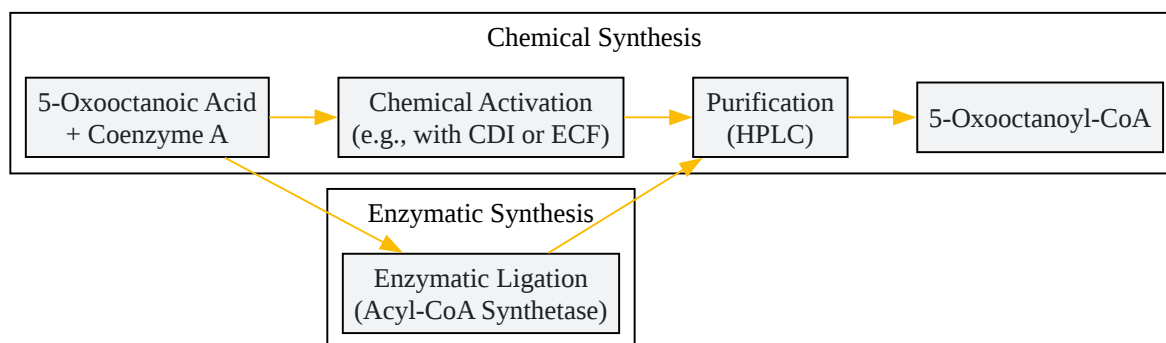 Chemical Synthesis
5-Oxooctanoic Acid
+ Coenzyme A
Chemical Activation
(e.g., with CDI or ECF)
Purification
(HPLC)
5-Oxooctanoyl-CoA
Enzymatic Synthesis
Enzymatic Ligation
(Acyl-CoA Synthetase)